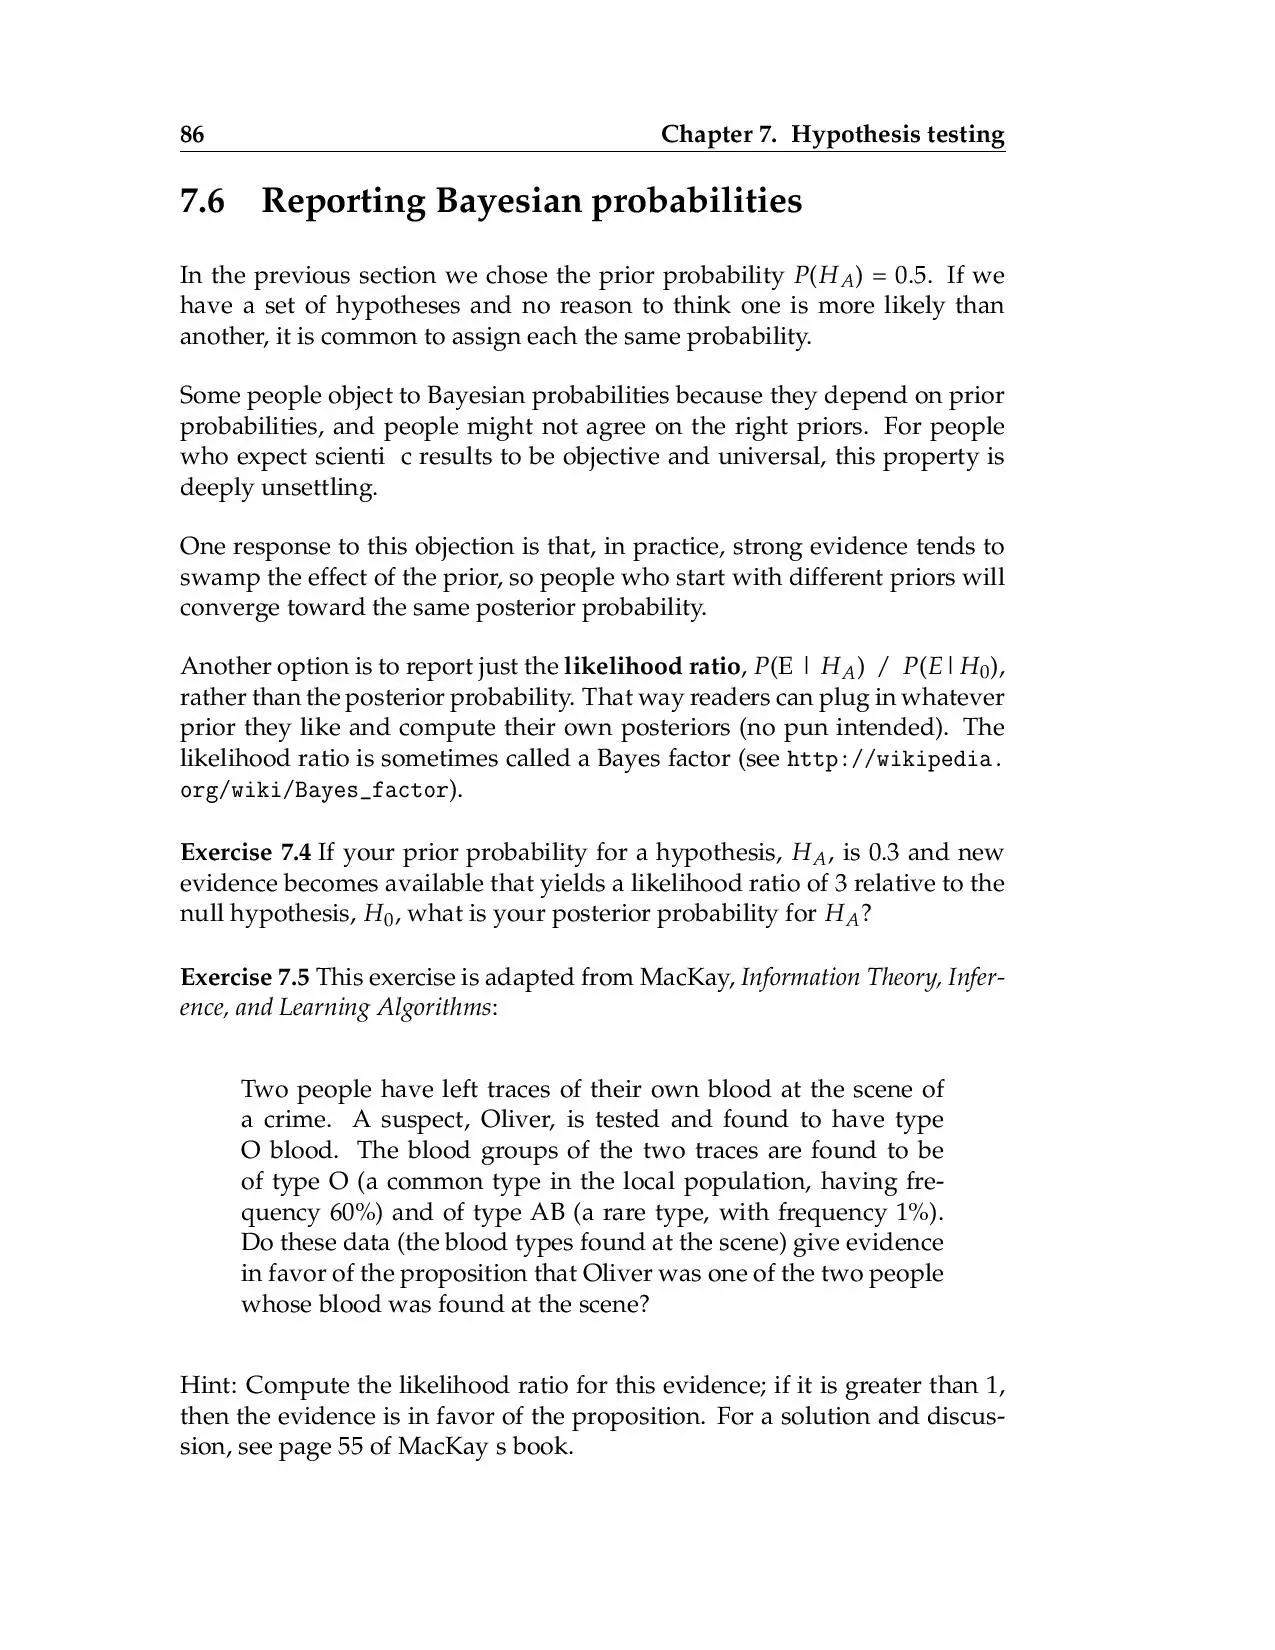 86 Chapter 7. Hypothesis testing
7.6 Reporting Bayesian probabilities
In the previous section we chose the prior probability P(H_A) = 0.5. If we
have a set of hypotheses and no reason to think one is more likely than
another, it is common to assign each the same probability.
Some people object to Bayesian probabilities because they depend on prior
probabilities, and people might not agree on the right priors. For people
who expect scienti c results to be objective and universal, this property is
deeply unsettling.
One response to this objection is that, in practice, strong evidence tends to
swamp the effect of the prior, so people who start with different priors will
converge toward the same posterior probability.
Another option is to report just the likelihood ratio, P(E | H_A) / P(E|H_0),
rather than the posterior probability. That way readers can plug in whatever
prior they like and compute their own posteriors (no pun intended). The
likelihood ratio is sometimes called a Bayes factor (see http://wikipedia.
org/wiki/Bayes_factor).
Exercise 7.4 If your prior probability for a hypothesis, H_A, is 0.3 and new
evidence becomes available that yields a likelihood ratio of 3 relative to the
null hypothesis, H_0, what is your posterior probability for H_A?
Exercise 7.5 This exercise is adapted from MacKay, Information Theory, Infer-
ence, and Learning Algorithms:
Two people have left traces of their own blood at the scene of
a crime. A suspect, Oliver, is tested and found to have type
O blood. The blood groups of the two traces are found to be
of type O (a common type in the local population, having fre-
quency 60%) and of type AB (a rare type, with frequency 1%).
Do these data (the blood types found at the scene) give evidence
in favor of the proposition that Oliver was one of the two people
whose blood was found at the scene?
Hint: Compute the likelihood ratio for this evidence; if it is greater than 1,
then the evidence is in favor of the proposition. For a solution and discus-
sion, see page 55 of MacKay s book.